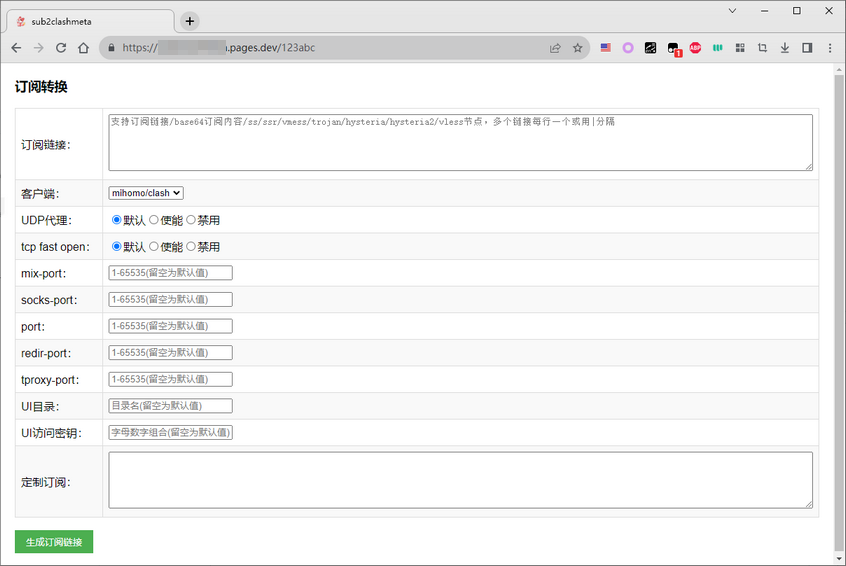 sub2clashmeta
https://
.pages.dev/123abc
1
ABP
订阅转换
订阅链接：
支持订阅链接/base64订阅内容/ss/ssr/vmess/trojan/hysteria/hysteria2/vless节点，多个链接每行一个或用|分隔
客户端：
mihomo/clash
UDP代理：
默认 使能 禁用
tcp fast open：
默认 使能 禁用
mix-port：
1-65535(留空为默认值)
socks-port：
1-65535(留空为默认值)
port：
1-65535(留空为默认值)
redir-port：
1-65535(留空为默认值)
tproxy-port：
1-65535(留空为默认值)
UI目录：
目录名(留空为默认值)
UI访问密钥：
字母数字组合(留空为默认值)
定制订阅：
生成订阅链接